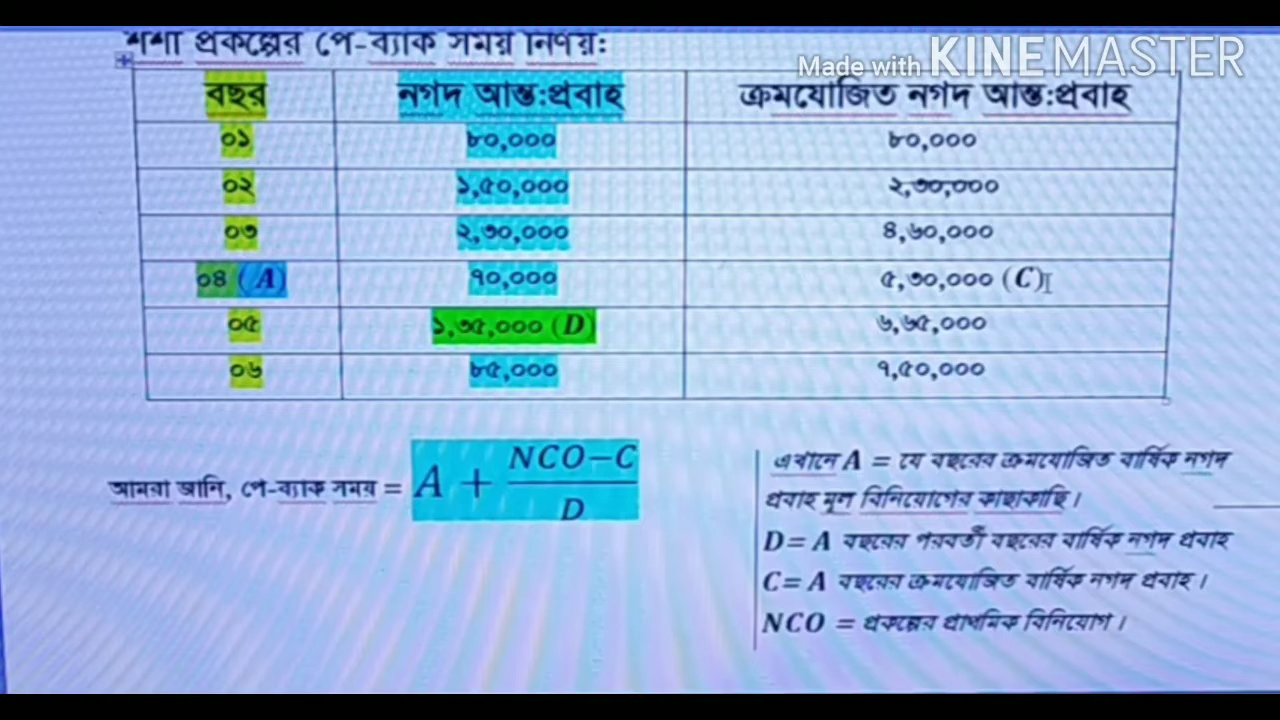 শশা প্রকল্পের পে-ব্যাক সময় নির্ণয়:
Made with KINEMASTER
বছর নগদ আন্ত:প্রবাহ ক্রমযোজিত নগদ আন্ত:প্রবাহ
০১ ৮০,০০০ ৮০,০০০
০২ ১,৫০,০০০ ২,৩০,০০০
০৩ ২,৩০,০০০ ৪,৬০,০০০
০৪ (A) ৭০,০০০ ৫,৩০,০০০ (C)
০৫ ১,৩৫,০০০ (D) ৬,৬৫,০০০
০৬ ৮৫,০০০ ৭,৫০,০০০
আমরা জানি, পে-ব্যাক সময় = A + NCO−C / D
এখানে A = যে বছরের ক্রমযোজিত বার্ষিক নগদ
প্রবাহ মূল বিনিয়োগের কাছাকাছি।
D= A বছরের পরবর্তী বছরের বার্ষিক নগদ প্রবাহ
C= A বছরের ক্রমযোজিত বার্ষিক নগদ প্রবাহ।
NCO = প্রকল্পের প্রাথমিক বিনিয়োগ।